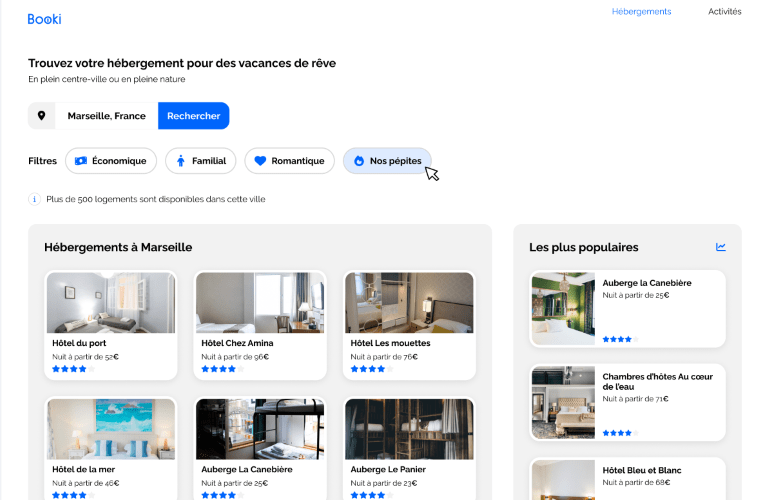 Booki
Hébergements
Activités
Trouvez votre hébergement pour des vacances de rêve
En plein centre-ville ou en pleine nature
Marseille, France
Rechercher
Filtres
Économique
Familial
Romantique
Nos pépites
Plus de 500 logements sont disponibles dans cette ville
Hébergements à Marseille
Hôtel du port
Nuit à partir de 52€
Hôtel Chez Amina
Nuit à partir de 96€
Hôtel Les mouettes
Nuit à partir de 76€
Hôtel de la mer
Nuit à partir de 46€
Auberge La Canebière
Nuit à partir de 25€
Auberge Le Panier
Nuit à partir de 23€
Les plus populaires
Auberge la Canebière
Nuit à partir de 25€
Chambres d'hôtes Au cœur
de l'eau
Nuit à partir de 71€
Hôtel Bleu et Blanc
Nuit à partir de 68€